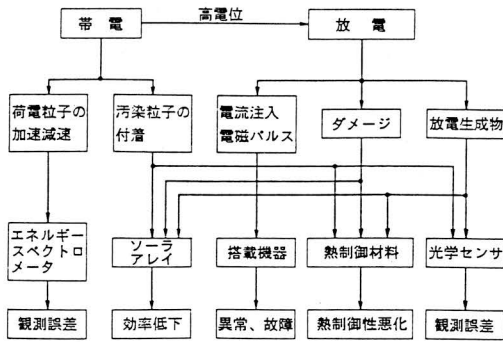 帯電
高電位
放電
荷電粒子の
加速減速
汚染粒子の
付着
電流注入
電磁パルス
ダメージ
放電生成物
エネルギー
スペクトロ
メータ
ソーラ
アレイ
搭載機器
熱制御材料
光学センサ
観測誤差
効率低下
異常、故障
熱制御性悪化
観測誤差